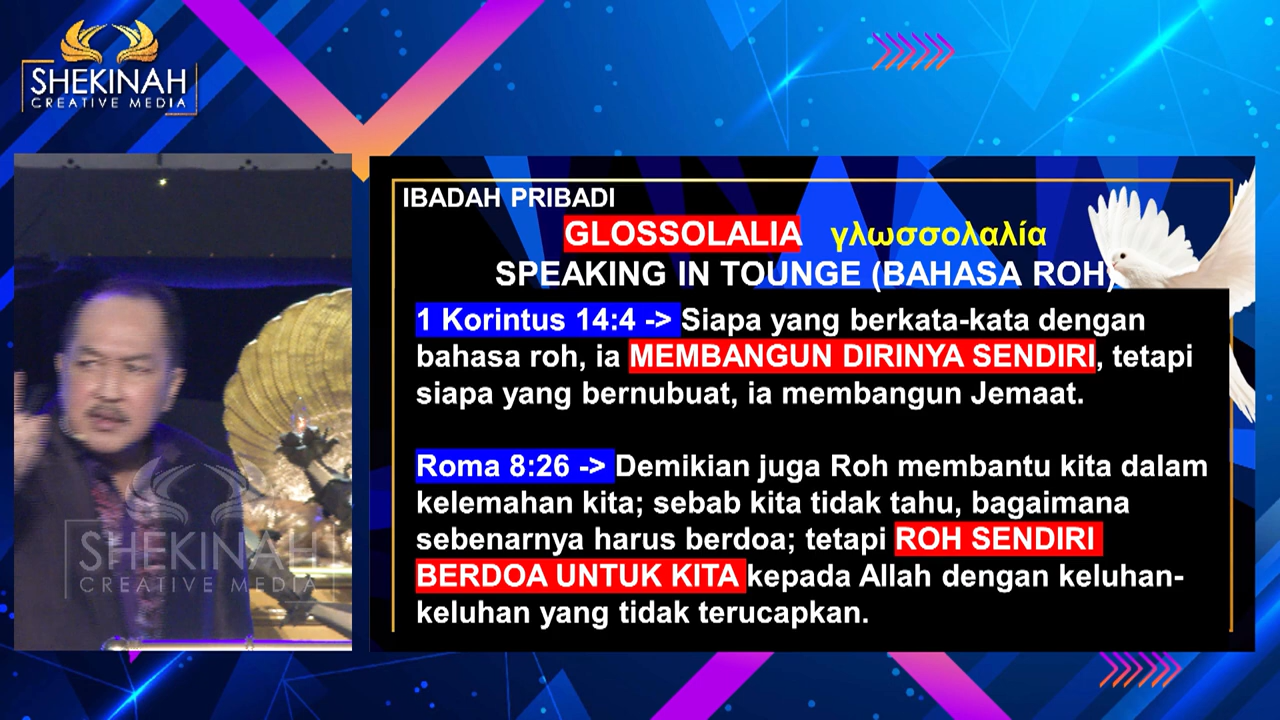 SHEKINAH
CREATIVE MEDIA
IBADAH PRIBADI
GLOSSOLALIA γλωσσολαλία
SPEAKING IN TOUNGE (BAHASA ROH)
1 Korintus 14:4 -> Siapa yang berkata-kata dengan
bahasa roh, ia MEMBANGUN DIRINYA SENDIRI, tetapi
siapa yang bernubuat, ia membangun Jemaat.
Roma 8:26 -> Demikian juga Roh membantu kita dalam
kelemahan kita; sebab kita tidak tahu, bagaimana
sebenarnya harus berdoa; tetapi ROH SENDIRI
BERDOA UNTUK KITA kepada Allah dengan keluhan-
keluhan yang tidak terucapkan.
SHEKINAH
CREATIVE MEDIA